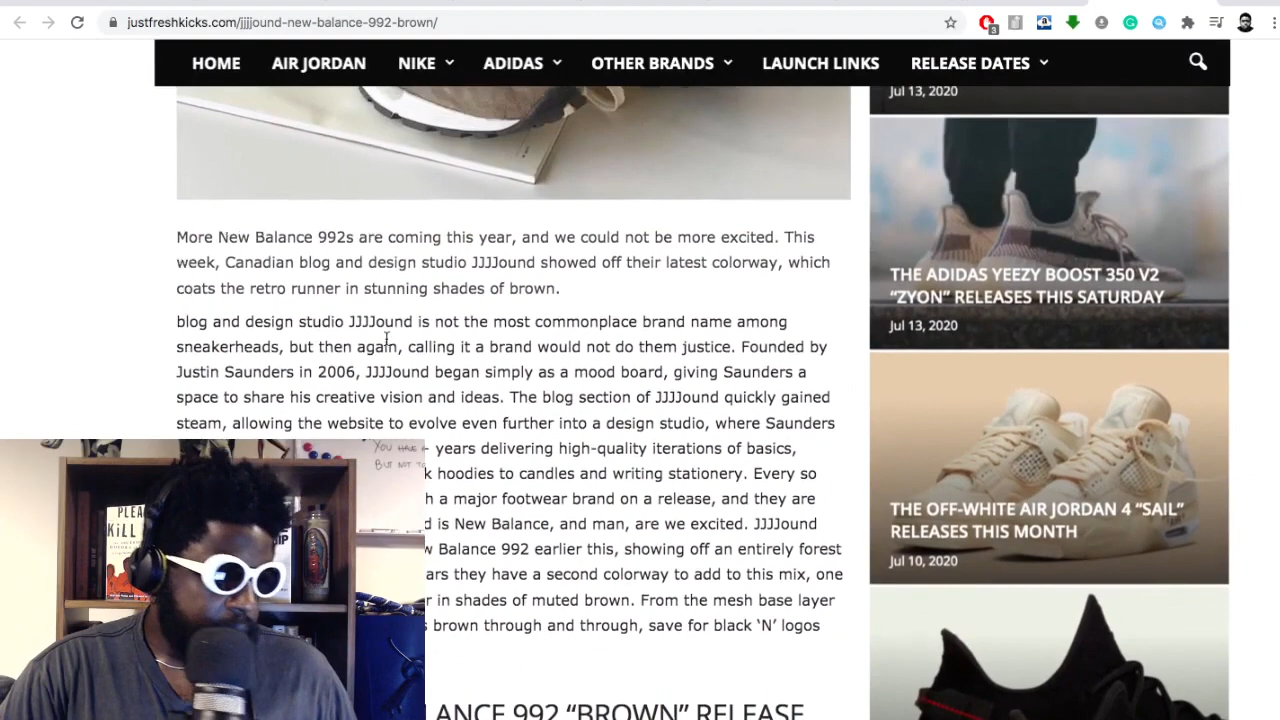 justfreshkicks.com/jjjjound-new-balance-992-brown/
HOME AIR JORDAN NIKE ADIDAS OTHER BRANDS LAUNCH LINKS RELEASE DATES
More New Balance 992s are coming this year, and we could not be more excited. This
week, Canadian blog and design studio JJJJound showed off their latest colorway, which
coats the retro runner in stunning shades of brown.
blog and design studio JJJJound is not the most commonplace brand name among
sneakerheads, but then again, calling it a brand would not do them justice. Founded by
Justin Saunders in 2006, JJJJound began simply as a mood board, giving Saunders a
space to share his creative vision and ideas. The blog section of JJJJound quickly gained
steam, allowing the website to evolve even further into a design studio, where Saunders
years delivering high-quality iterations of basics,
hoodies to candles and writing stationery. Every so
a major footwear brand on a release, and they are
is New Balance, and man, are we excited. JJJJound
Balance 992 earlier this, showing off an entirely forest
they have a second colorway to add to this mix, one
in shades of muted brown. From the mesh base layer
brown through and through, save for black ‘N’ logos
992 “BROWN” RELEASE
Jul 13, 2020
THE ADIDAS YEEZY BOOST 350 V2
“ZYON” RELEASES THIS SATURDAY
Jul 13, 2020
THE OFF-WHITE AIR JORDAN 4 “SAIL”
RELEASES THIS MONTH
Jul 10, 2020
YOU HAVE
BUT NOT
KiLL